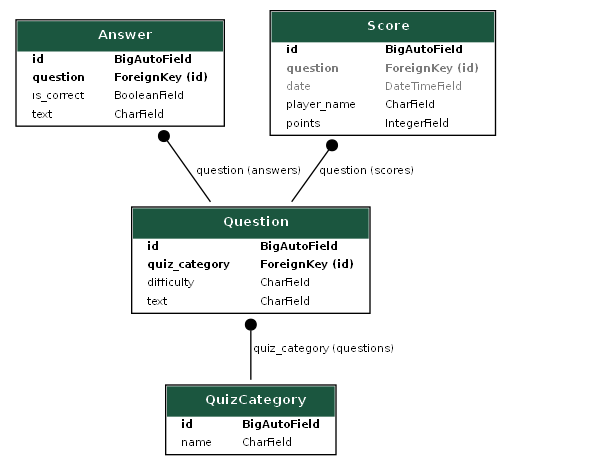 Answer
id BigAutoField
question ForeignKey (id)
is_correct BooleanField
text CharField
Score
id BigAutoField
question ForeignKey (id)
date DateTimeField
player_name CharField
points IntegerField
question (answers)
question (scores)
Question
id BigAutoField
quiz_category ForeignKey (id)
difficulty CharField
text CharField
quiz_category (questions)
QuizCategory
id BigAutoField
name CharField